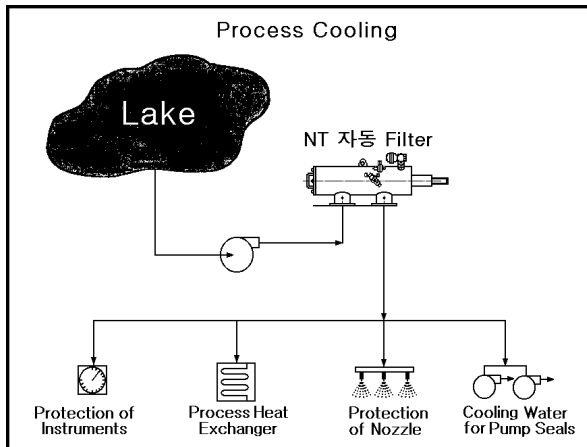 Process Cooling
Lake
NT 자동 Filter
Protection of
Instruments
Process Heat
Exchanger
Protection
of Nozzle
Cooling Water
for Pump Seals